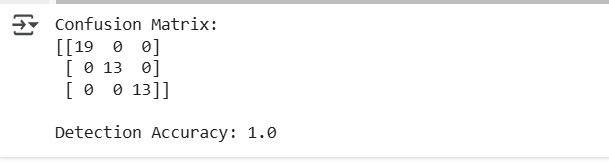 Confusion Matrix:
[[19  0  0]
 [ 0 13  0]
 [ 0  0 13]]
Detection Accuracy: 1.0